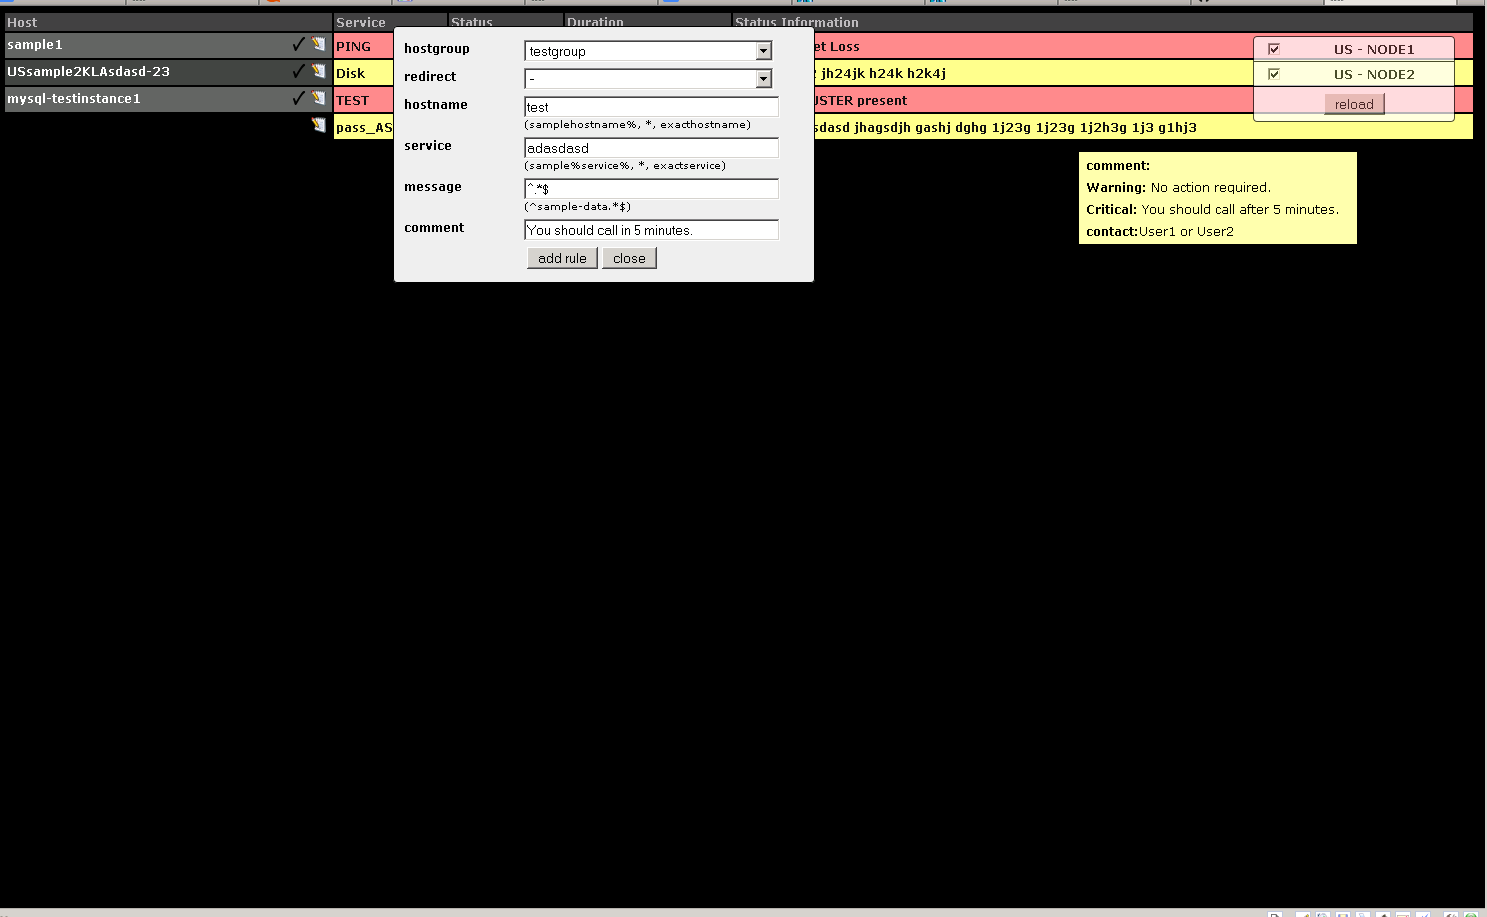 Host Service Status Duration Status Information
sample1 PING et Loss
USsample2KLAsdasd-23 Disk jh24jk h24k h2k4j
mysql-testinstance1 TEST USTER present
pass_AS sdasd jhagsdjh gashj dghg 1j23g 1j23g 1j2h3g 1j3 g1hj3
hostgroup testgroup
redirect -
hostname test
(samplehostname%, *, exacthostname)
service adasdasd
(sample%service%, *, exactservice)
message ^.*$
(^sample-data.*$)
comment You should call in 5 minutes.
add rule close
US - NODE1
US - NODE2
reload
comment:
Warning: No action required.
Critical: You should call after 5 minutes.
contact:User1 or User2